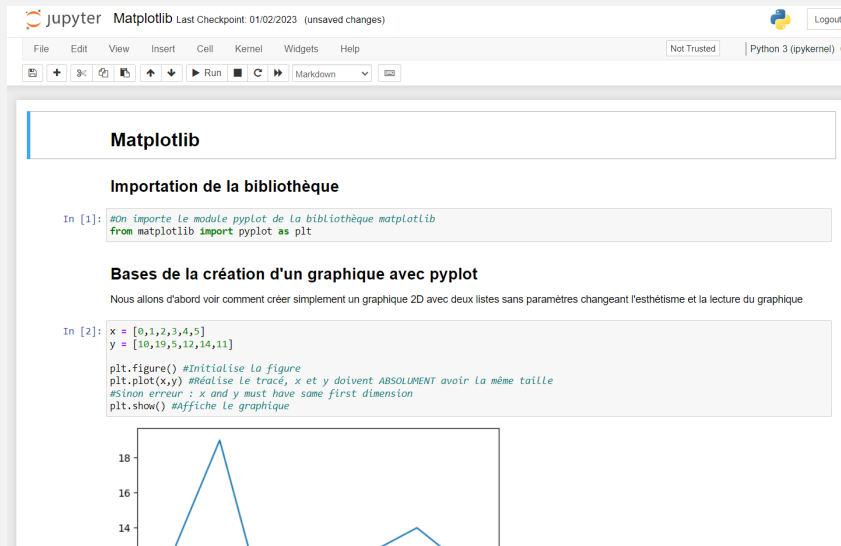 jupyter Matplotlib Last Checkpoint: 01/02/2023 (unsaved changes)
Logout
File Edit View Insert Cell Kernel Widgets Help
Not Trusted
Python 3 (ipykernel)
Run
Markdown
Matplotlib
Importation de la bibliothèque
In [1]: #On importe le module pyplot de la bibliothèque matplotlib
from matplotlib import pyplot as plt
Bases de la création d'un graphique avec pyplot
Nous allons d'abord voir comment créer simplement un graphique 2D avec deux listes sans paramètres changeant l'esthétisme et la lecture du graphique
In [2]: x = [0,1,2,3,4,5]
y = [10,19,5,12,14,11]
plt.figure() #Initialise la figure
plt.plot(x,y) #Réalise le tracé, x et y doivent ABSOLUMENT avoir la même taille
#Sinon erreur : x and y must have same first dimension
plt.show() #Affiche le graphique
18
16
14